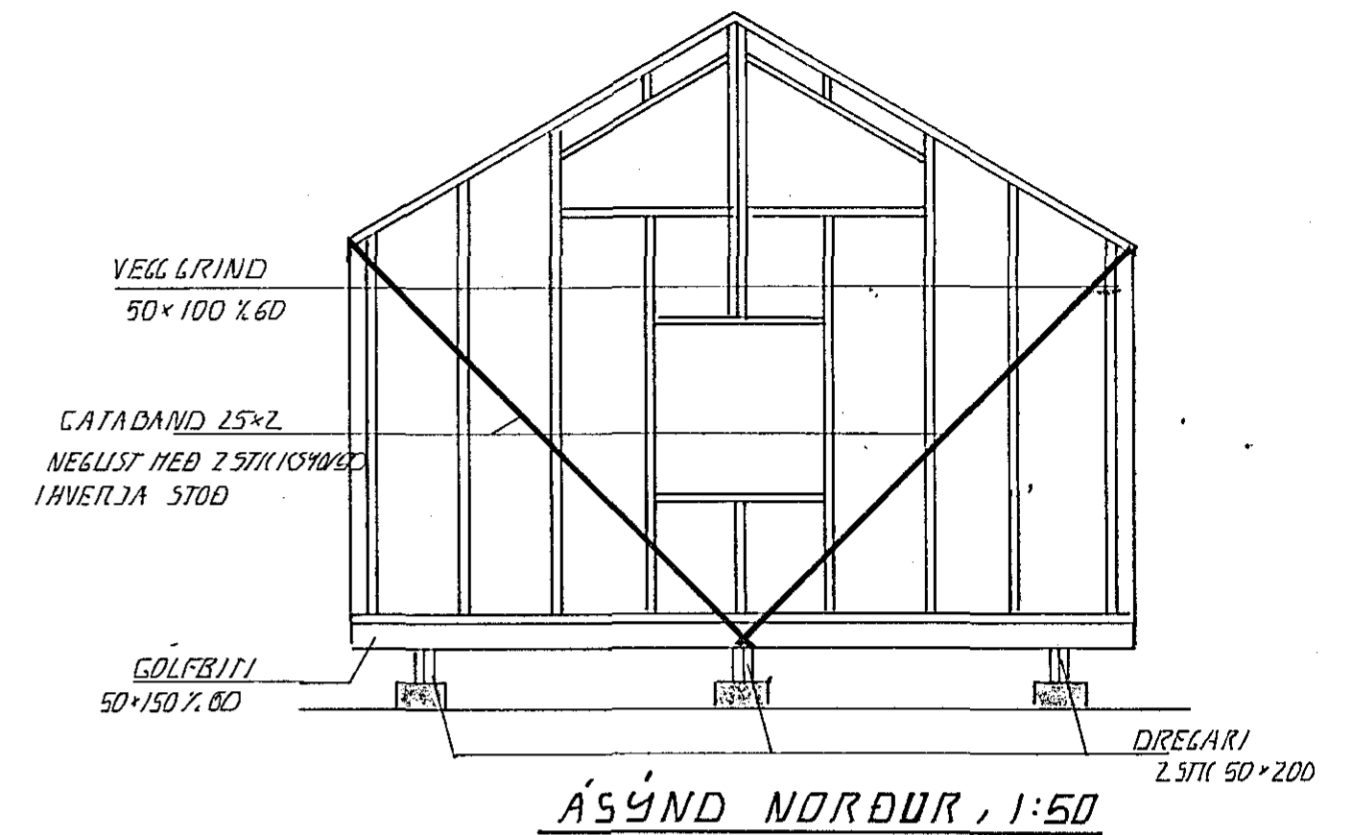 VEGGGRIND
50×100 %60
GATABAND 25×2
NEGLIST MEÐ 2 STK
Í HVERJA STOÐ
GÓLFBITI
50×150 %60
DREGARI
2 STK 50×200
ÁSÝND NORÐUR, 1:50